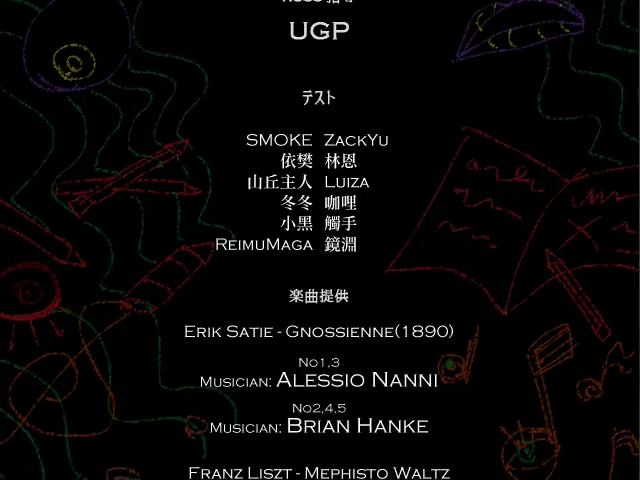 UGP
テスト
SMOKE ZackYu
依樊 林恩
山丘主人 Luiza
冬冬 咖哩
小黑 觸手
ReimuMaga 鏡淵
楽曲提供
Erik Satie - Gnossienne(1890)
No1,3
Musician: Alessio Nanni
No2,4,5
Musician: Brian Hanke
Franz Liszt - Mephisto Waltz